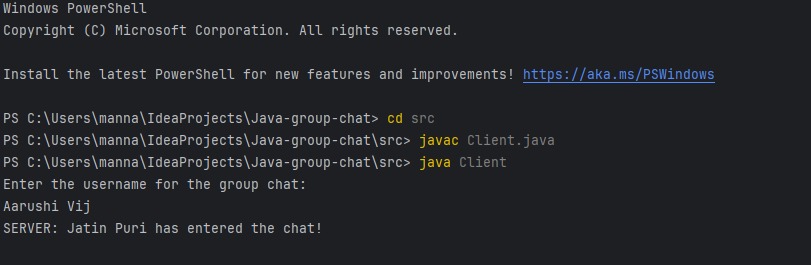 Windows PowerShell
Copyright (C) Microsoft Corporation. All rights reserved.
Install the latest PowerShell for new features and improvements! https://aka.ms/PSWindows
PS C:\Users\manna\IdeaProjects\Java-group-chat> cd src
PS C:\Users\manna\IdeaProjects\Java-group-chat\src> javac Client.java
PS C:\Users\manna\IdeaProjects\Java-group-chat\src> java Client
Enter the username for the group chat:
Aarushi Vij
SERVER: Jatin Puri has entered the chat!